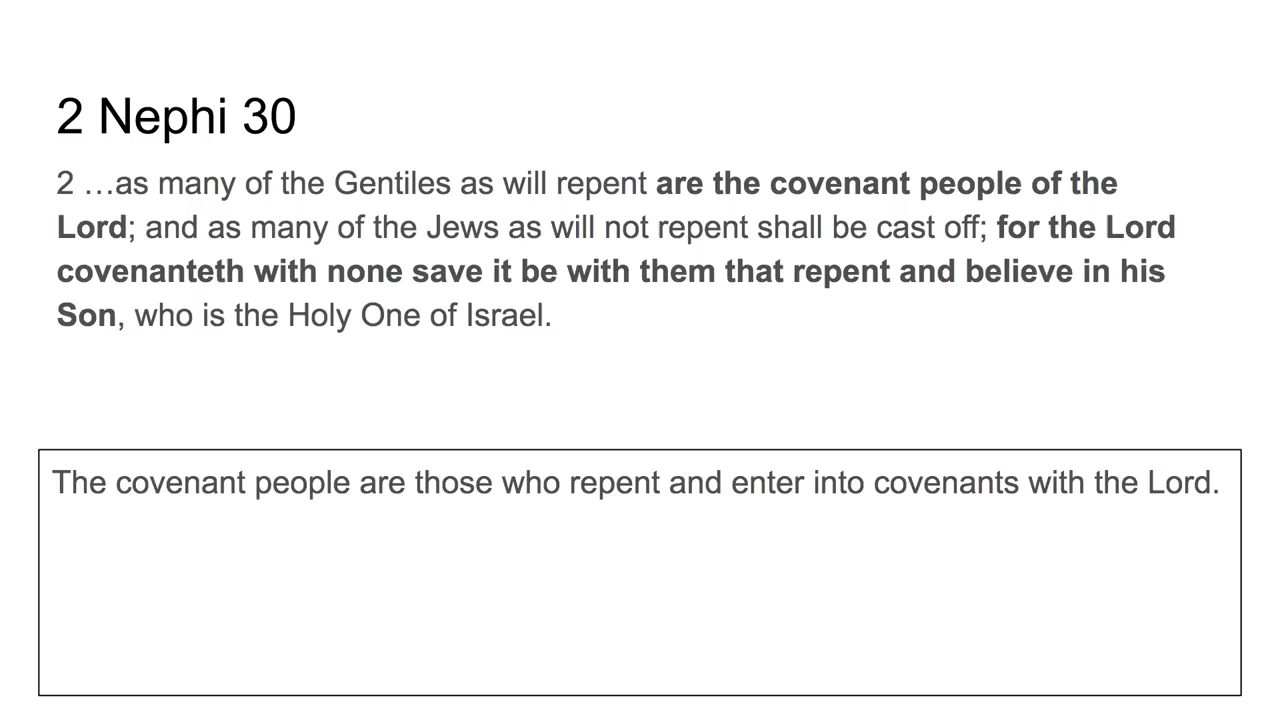 2 Nephi 30
2 …as many of the Gentiles as will repent are the covenant people of the
Lord; and as many of the Jews as will not repent shall be cast off; for the Lord
covenanteth with none save it be with them that repent and believe in his
Son, who is the Holy One of Israel.
The covenant people are those who repent and enter into covenants with the Lord.